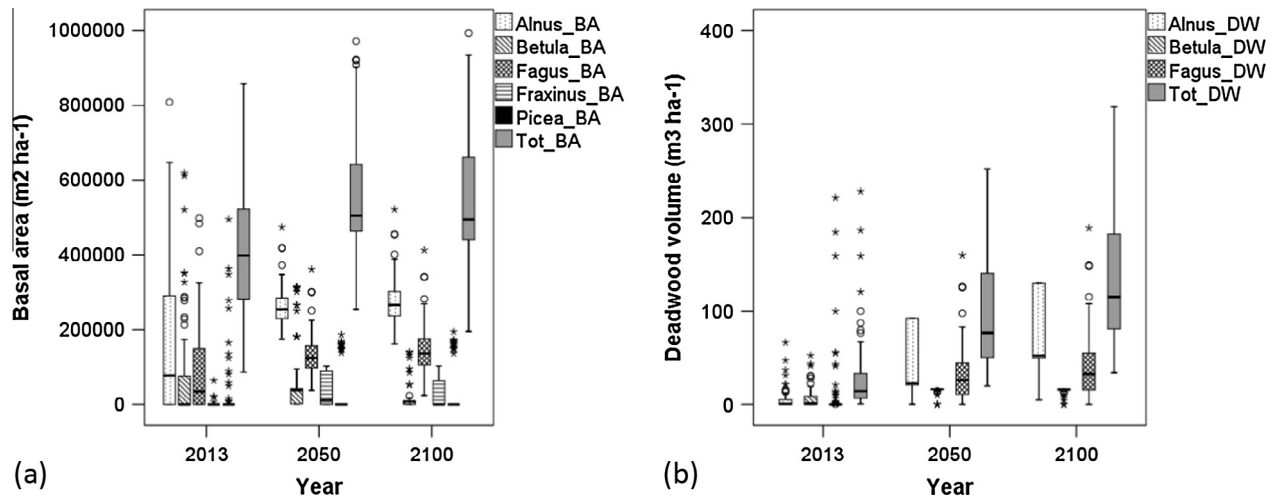 1000000
800000
600000
400000
200000
0
Basal area (m2 ha-1)
2013 2050 2100
Year
(a)
Alnus_BA
Betula_BA
Fagus_BA
Fraxinus_BA
Picea_BA
Tot_BA
400
300
200
100
0
Deadwood volume (m3 ha-1)
2013 2050 2100
Year
(b)
Alnus_DW
Betula_DW
Fagus_DW
Tot_DW